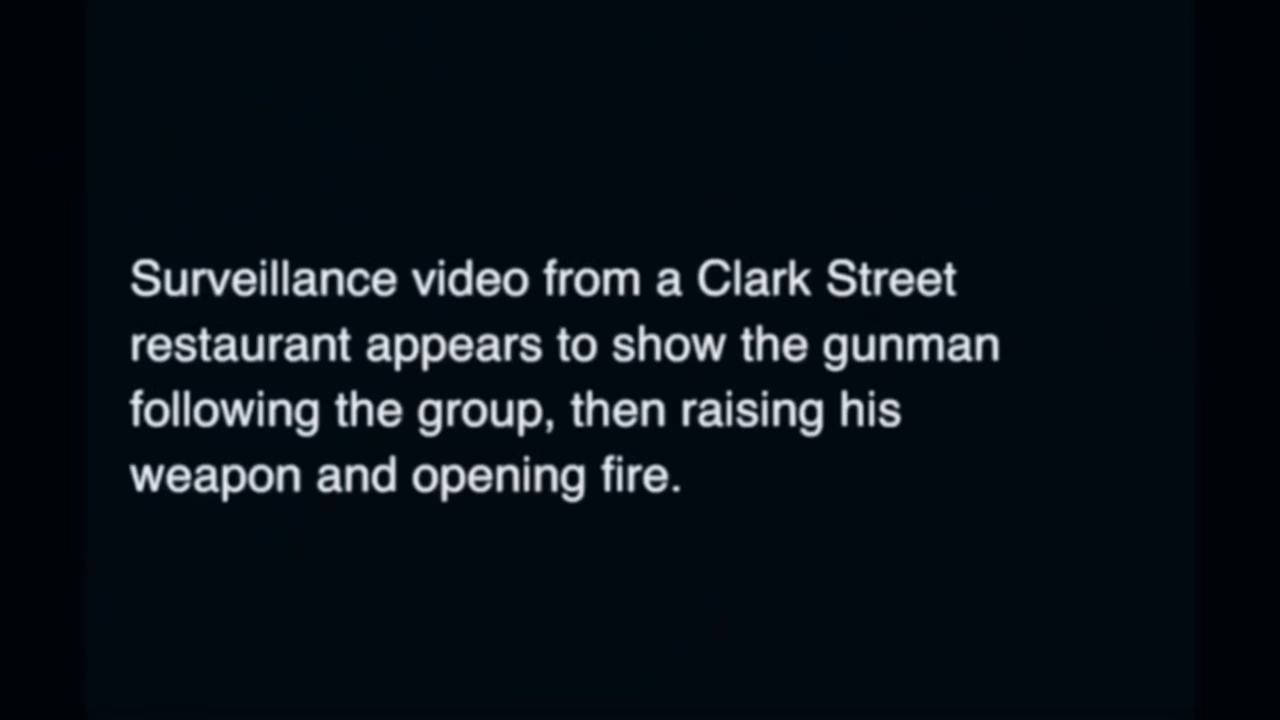 Surveillance video from a Clark Street
restaurant appears to show the gunman
following the group, then raising his
weapon and opening fire.